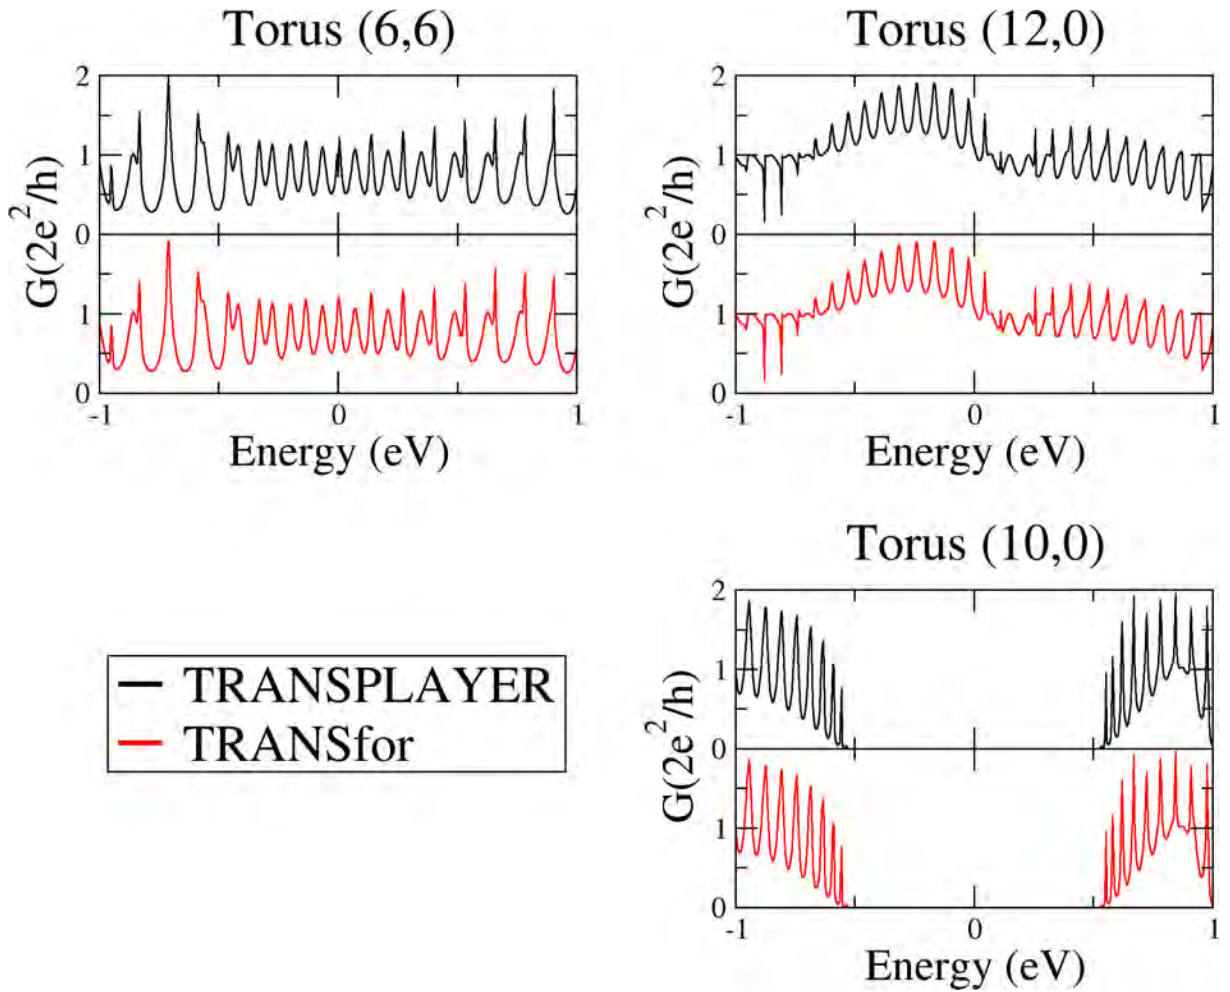 Torus (6,6)
2
1
0
1
0
G(2e²/h)
-1
0
1
Energy (eV)
Torus (12,0)
2
1
0
1
0
G(2e²/h)
-1
0
1
Energy (eV)
TRANSPLAYER
TRANSfor
Torus (10,0)
2
1
0
1
0
G(2e²/h)
-1
0
1
Energy (eV)